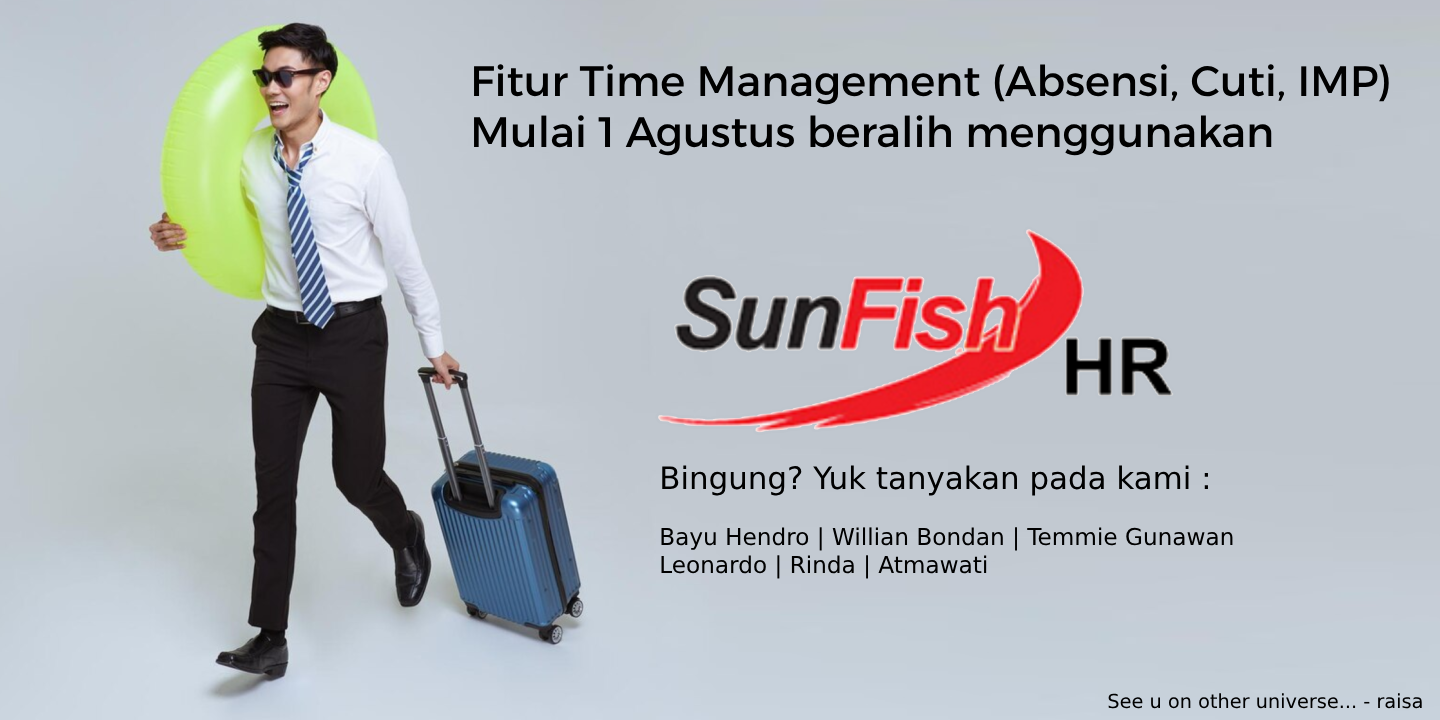 Fitur Time Management (Absensi, Cuti, IMP)
Mulai 1 Agustus beralih menggunakan
SunFish
HR
Bingung? Yuk tanyakan pada kami :
Bayu Hendro | Willian Bondan | Temmie Gunawan
Leonardo | Rinda | Atmawati
See u on other universe... - raisa